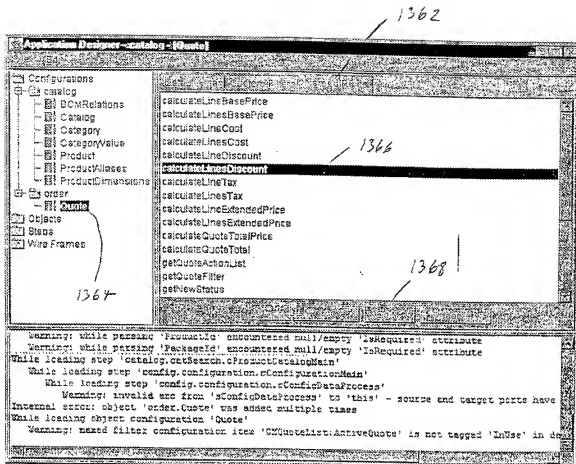 1362
Application Designer - catalog - [Quote]
Configurations
catalog
BCMRelations
Catalog
Category
CategoryValue
Product
ProductAliases
ProductDimensions
order
Quote
Objects
Steps
Wire Frames
1364
calculateLineBasePrice
calculateLinesBasePrice
calculateLineCost
calculateLinesCost
calculateLineDiscount
1366
calculateLinesDiscount
calculateLineTax
calculateLinesTax
calculateLineExtendedPrice
calculateLinesExtendedPrice
calculateQuoteTotalPrice
calculateQuoteTotal
getQuoteActionList
getQuoteFilter
getNewStatus
1368
Warning: while parsing 'ProductId' encountered null/empty 'IsRequired' attribute
Warning: while parsing 'PackageId' encountered null/empty 'IsRequired' attribute
While loading step 'catalog.catSearch.cProductCatalogMain'
While loading step 'config.configuration.cConfigurationMain'
While loading step 'config.configuration.sConfigDataProcess'
Warning: invalid arc from 'sConfigDataProcess' to 'this' - source and target ports have
Internal error: object 'order.Quote' was added multiple times
While loading object configuration 'Quote'
Warning: named filter configuration item 'CMQuoteList:ActiveQuote' is not tagged 'InUse' in de